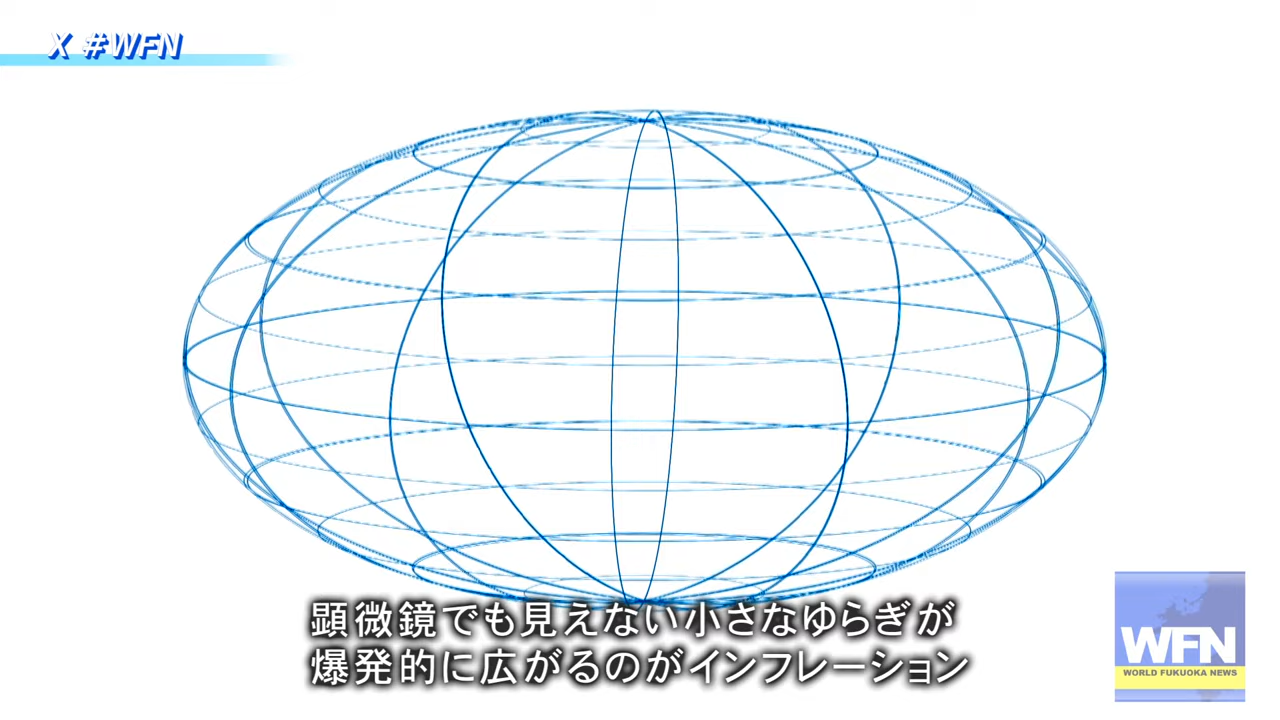 X #WFN
顕微鏡でも見えない小さなゆらぎが
爆発的に広がるのがインフレーション
WFN
WORLD FUKUOKA NEWS